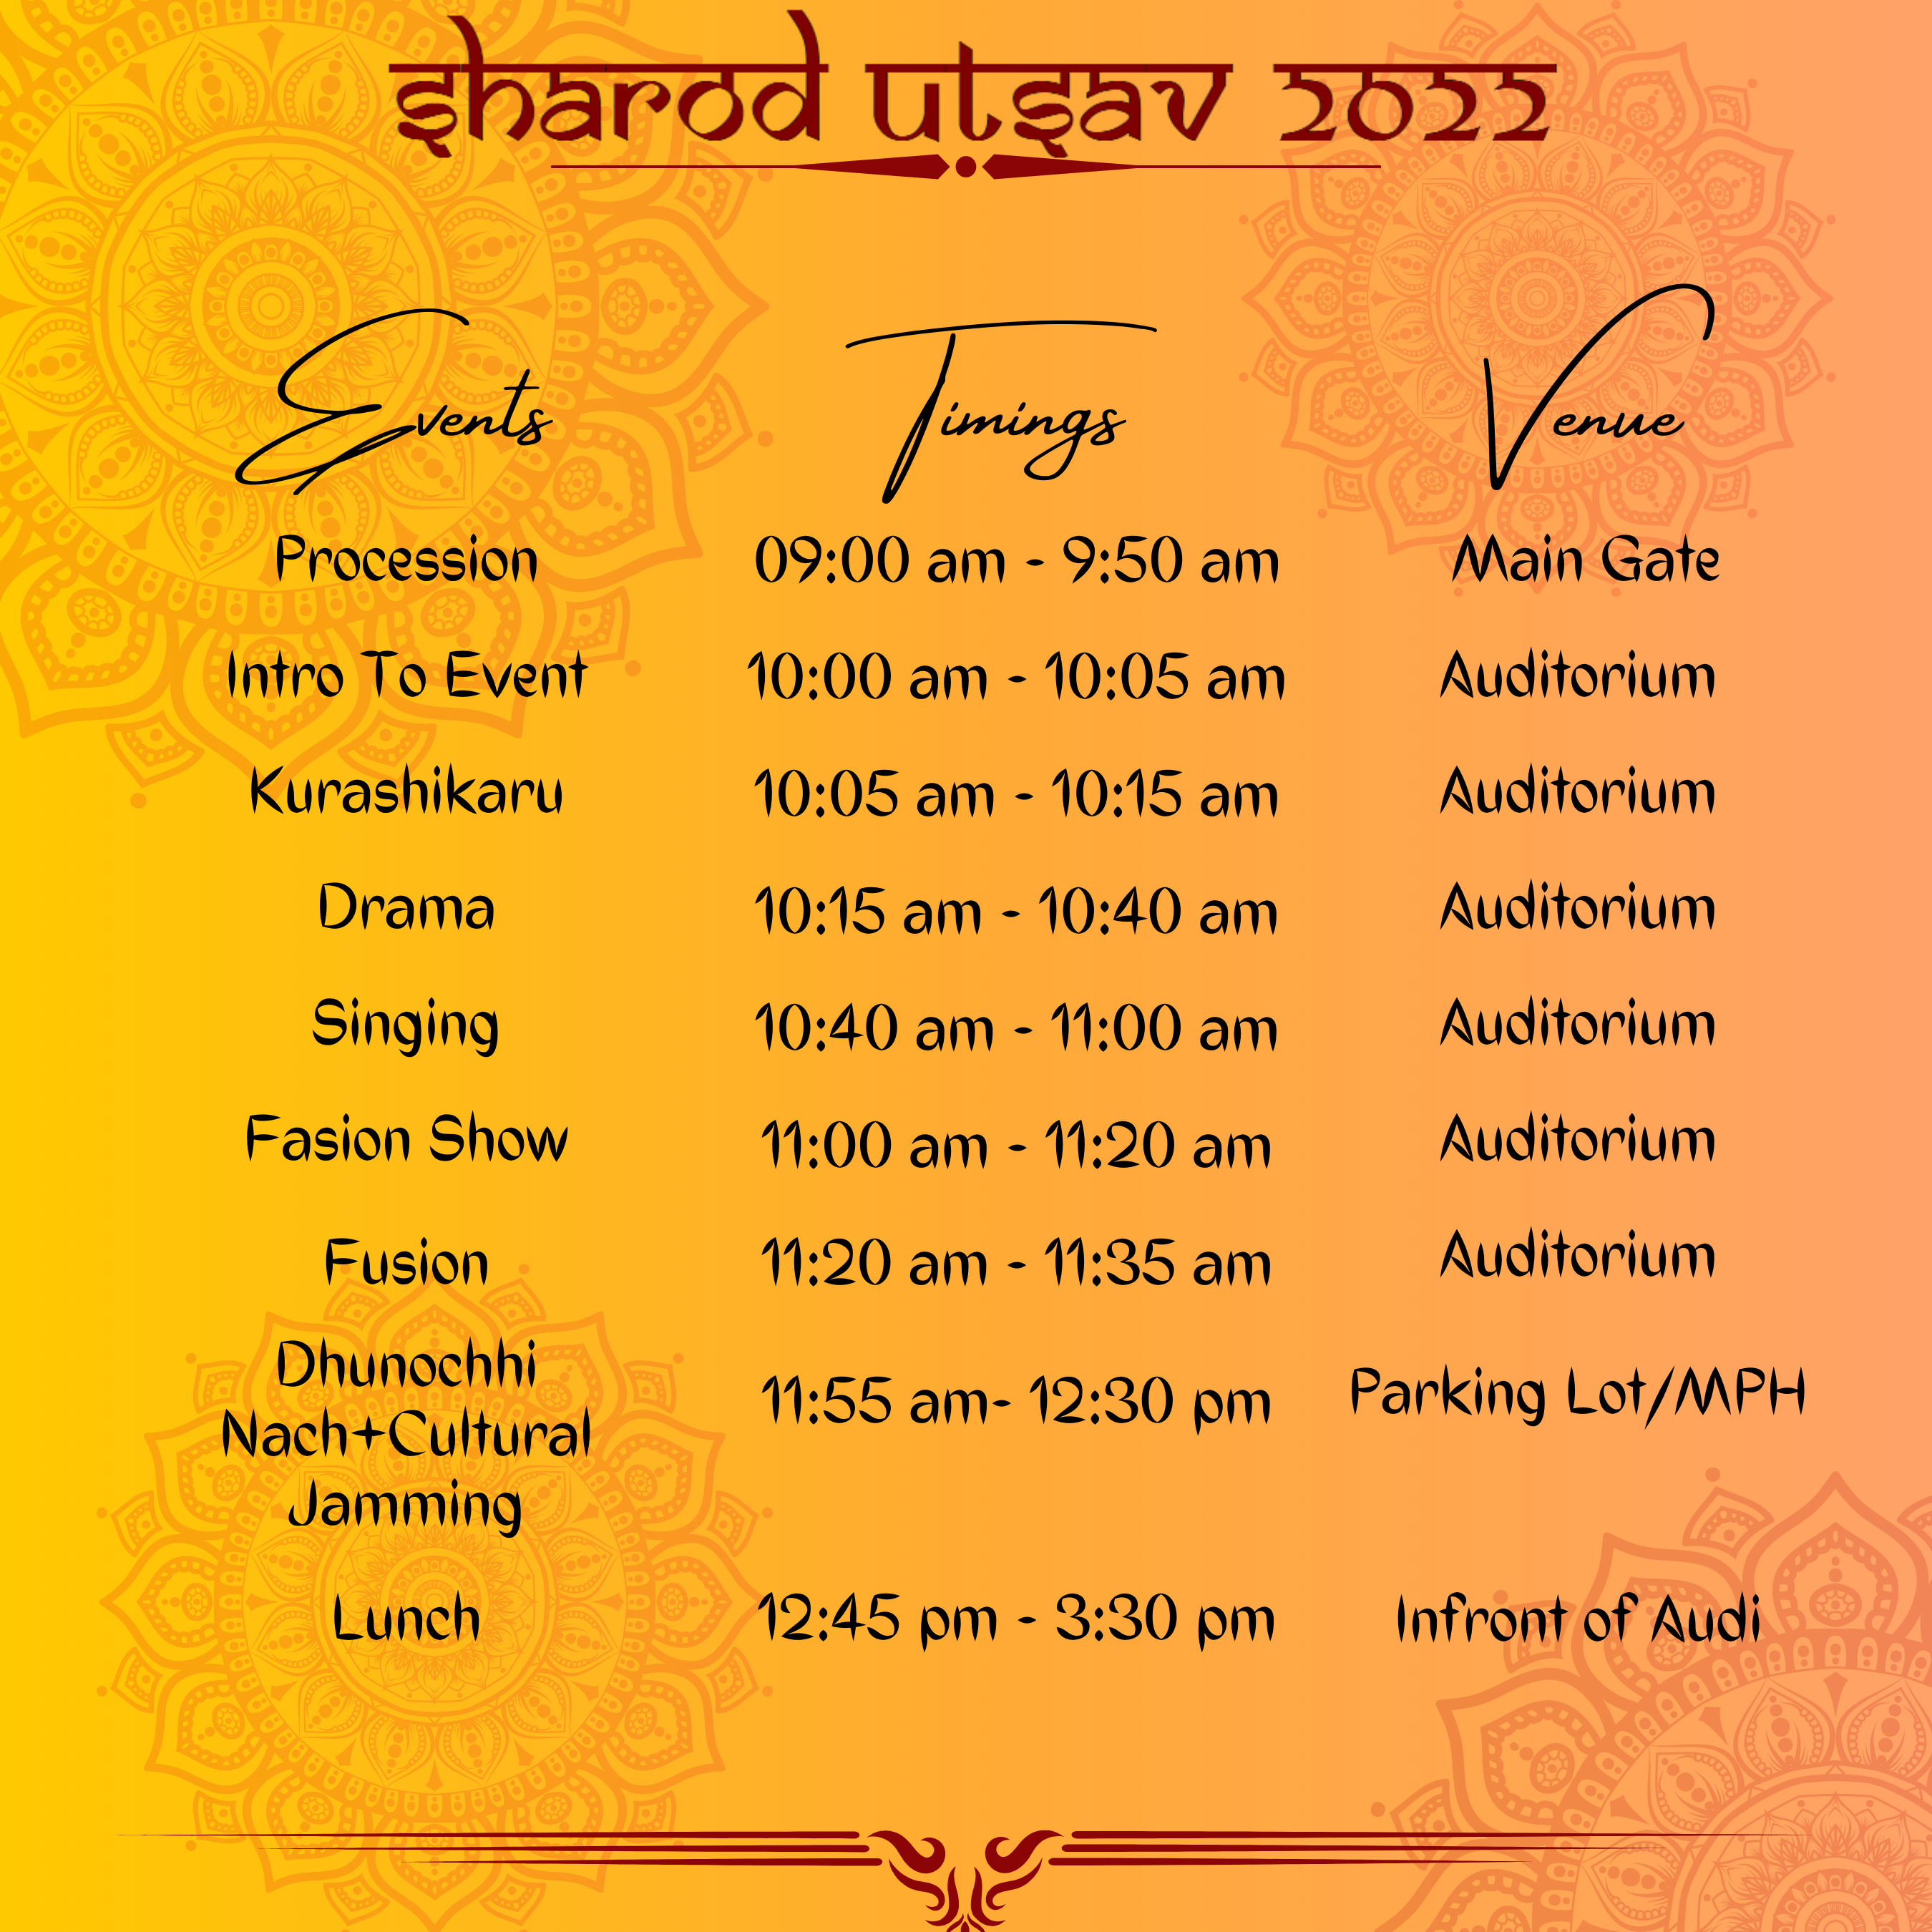 sharod utsav 2022
Events Timings Venue
Procession 09:00 am - 9:50 am Main Gate
Intro To Event 10:00 am - 10:05 am Auditorium
Kurashikaru 10:05 am - 10:15 am Auditorium
Drama 10:15 am - 10:40 am Auditorium
Singing 10:40 am - 11:00 am Auditorium
Fasion Show 11:00 am - 11:20 am Auditorium
Fusion 11:20 am - 11:35 am Auditorium
Dhunochhi
Nach+Cultural
Jamming
11:55 am- 12:30 pm Parking Lot/MPH
Lunch 12:45 pm - 3:30 pm Infront of Audi